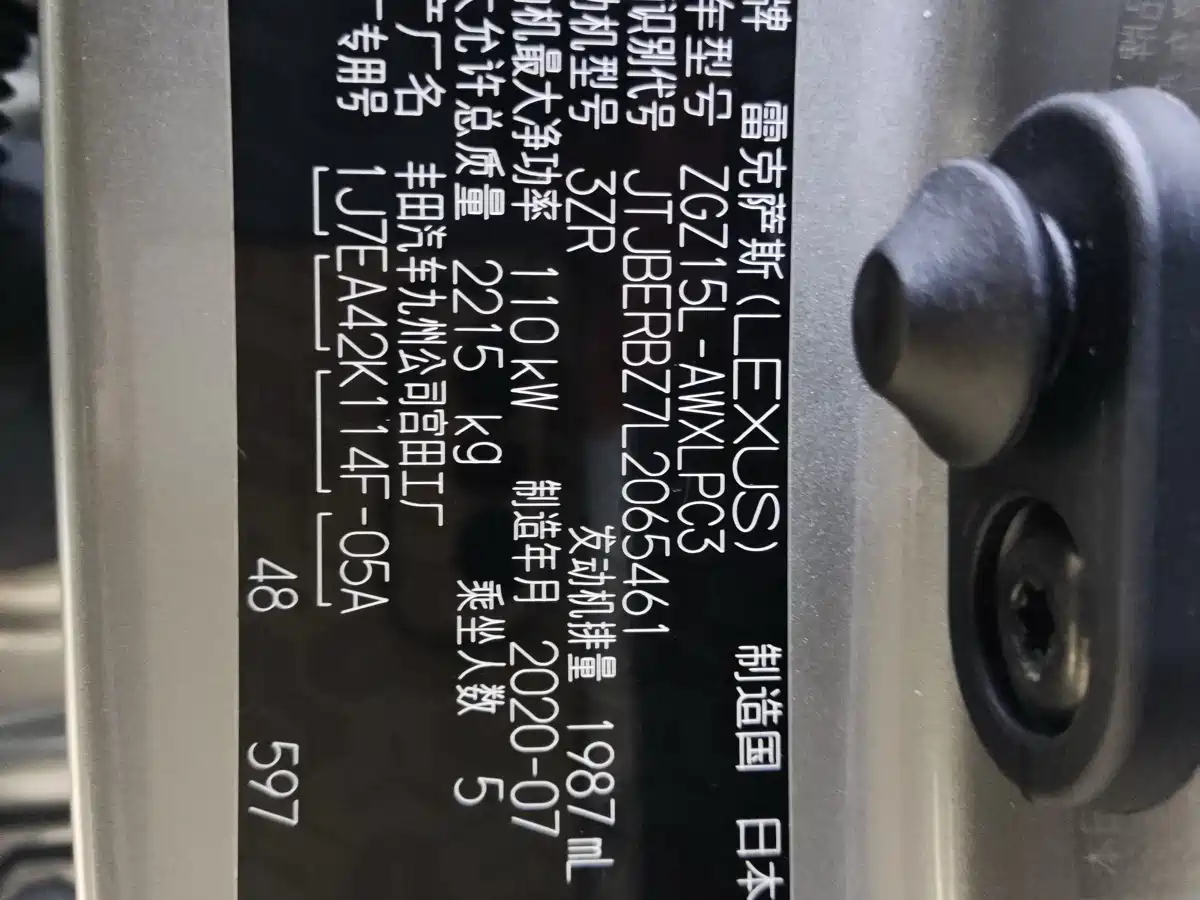 牌 雷克萨斯(LEXUS) 制造国 日本
车型号 ZGZ15L-AWXLPC3
识别代号 JTJBERBZ7L2065461
动机型号 3ZR 发动机排量 1987 mL
动机最大净功率 110kW 制造年月 2020-07
大允许总质量 2215 kg 乘坐人数 5
产厂名 丰田汽车九州公司宫田工厂
厂专用号 1J7EA42K114F-05A
48 597